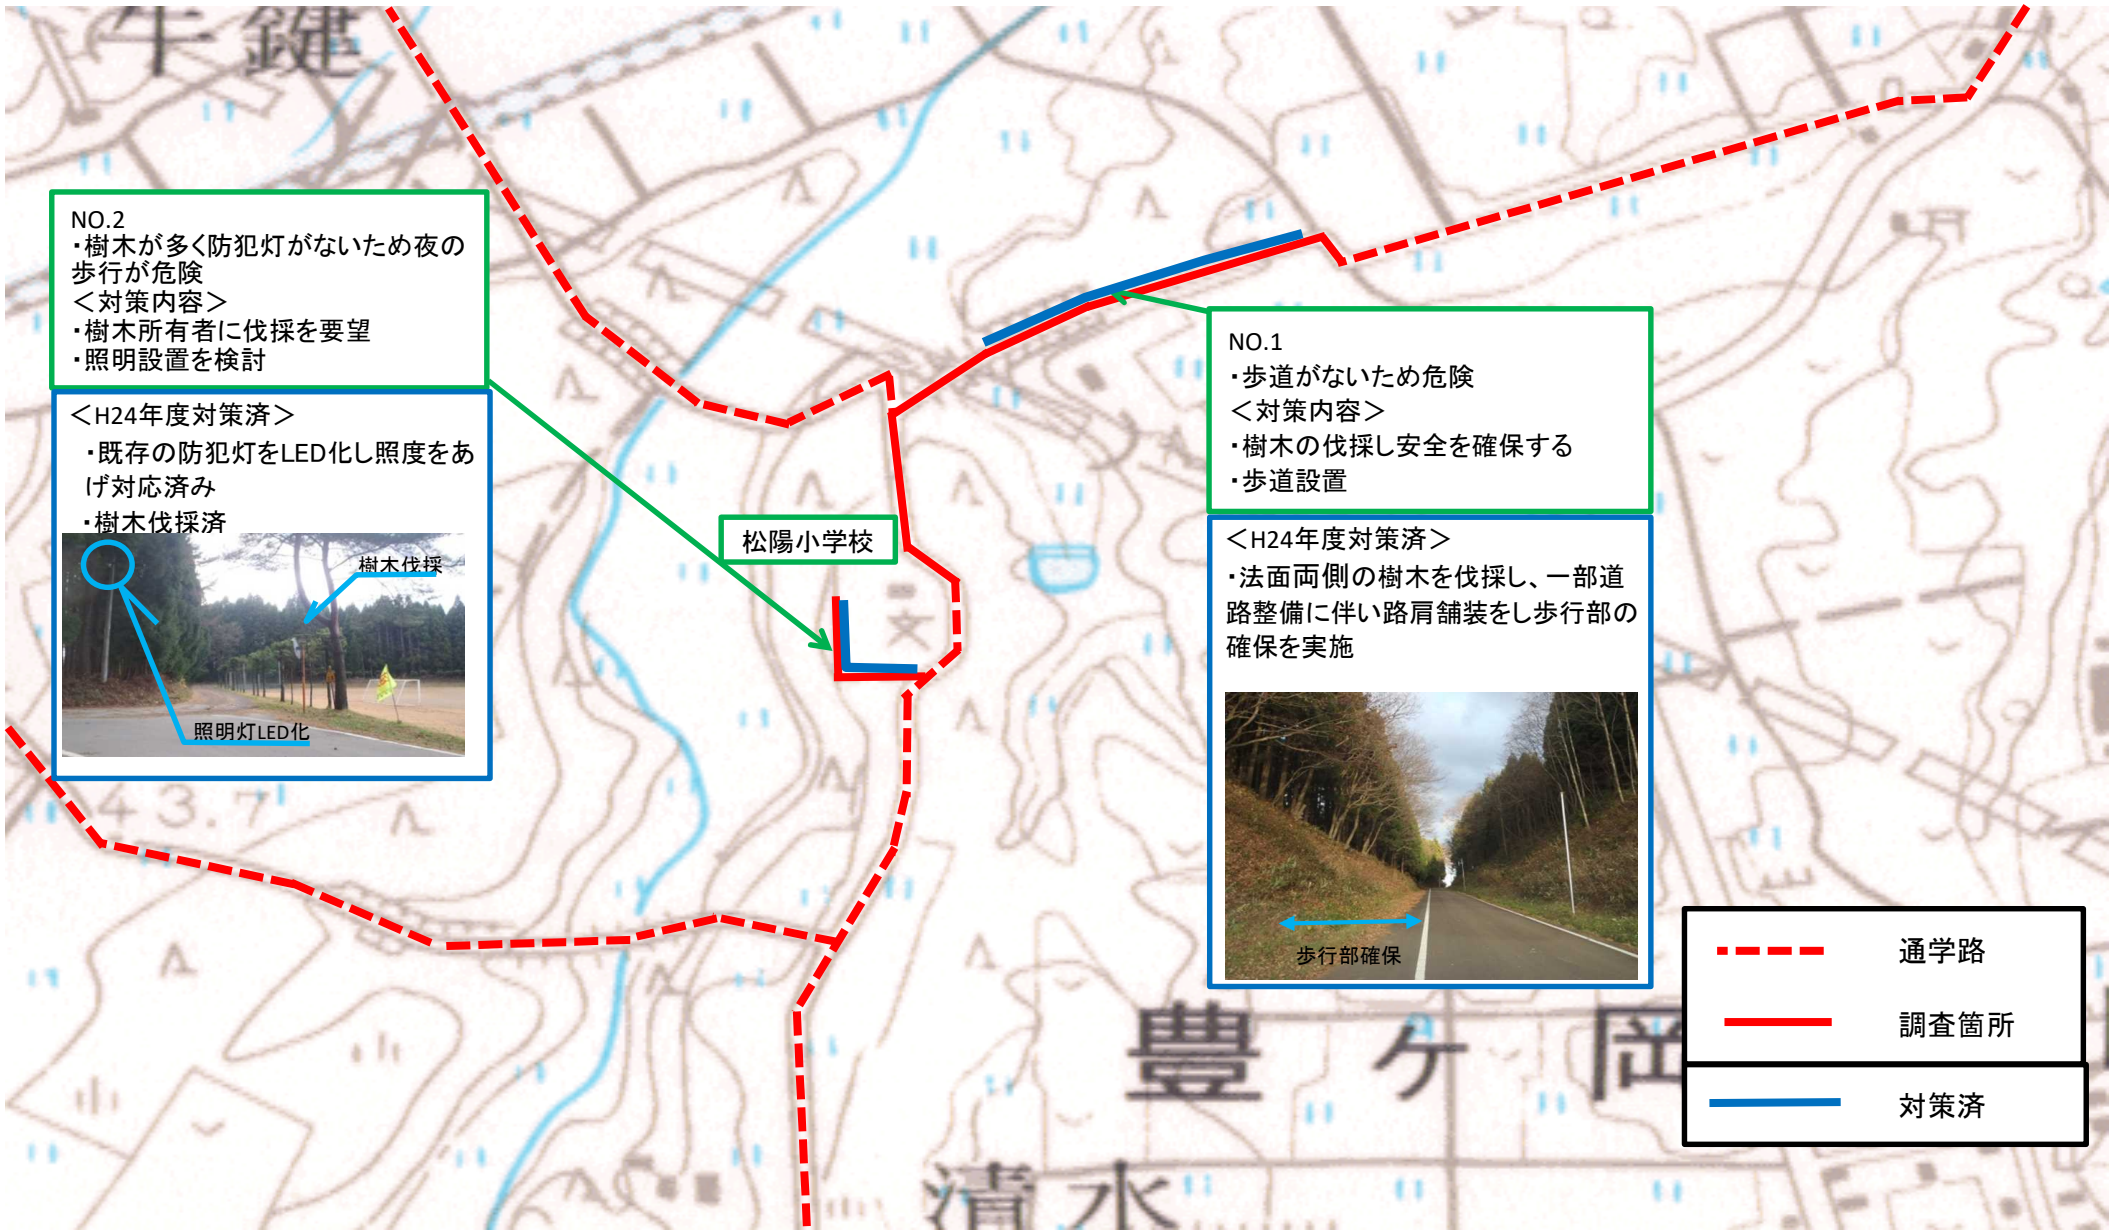 牛鍵
NO.2
・樹木が多く防犯灯がないため夜の
歩行が危険
＜対策内容＞
・樹木所有者に伐採を要望
・照明設置を検討
＜H24年度対策済＞
・既存の防犯灯をLED化し照度をあ
げ対応済み
・樹木伐採済
樹木伐採
照明灯LED化
松陽小学校
文
NO.1
・歩道がないため危険
＜対策内容＞
・樹木の伐採し安全を確保する
・歩道設置
＜H24年度対策済＞
・法面両側の樹木を伐採し、一部道
路整備に伴い路肩舗装をし歩行部の
確保を実施
歩行部確保
43.7
豊ヶ岡
清水
通学路
調査箇所
対策済